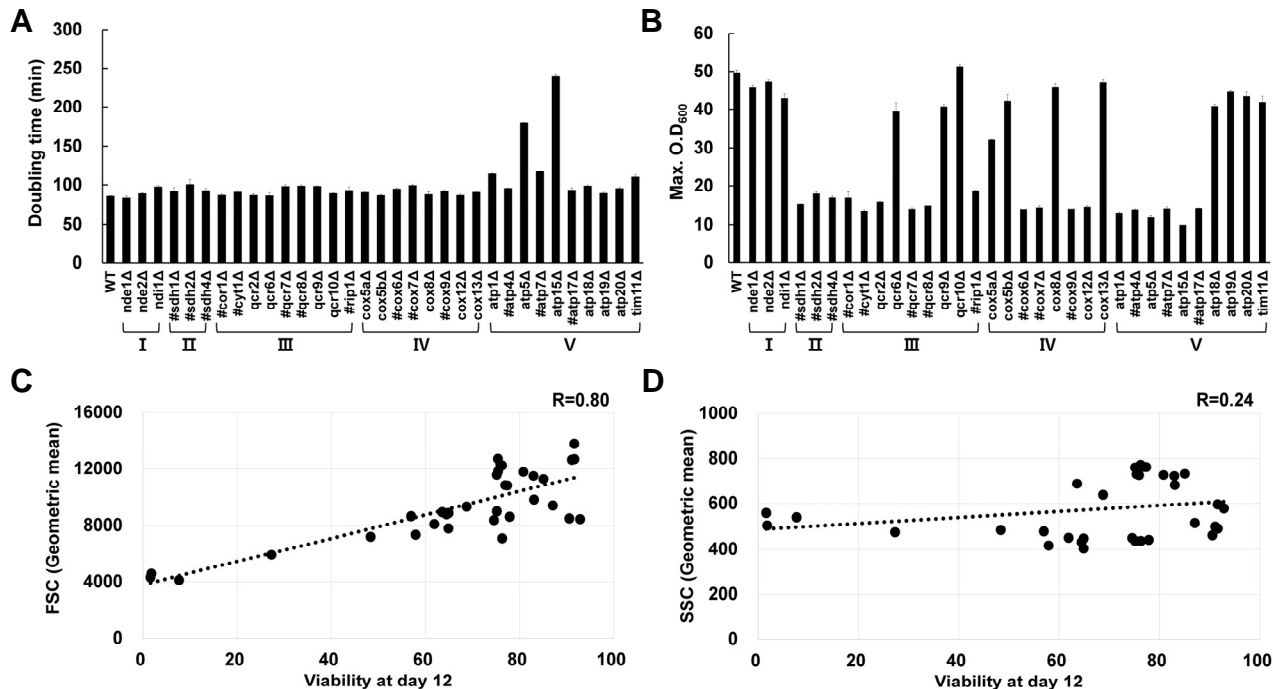 A
Doubling time (min)
300
250
200
150
100
50
0
WT
nde1Δ
nde2Δ
ndi1Δ
#sdh1Δ
#sdh2Δ
#sdh4Δ
#cor1Δ
#cyt1Δ
qcr2Δ
qcr6Δ
#qcr7Δ
#qcr8Δ
qcr9Δ
qcr10Δ
#rip1Δ
cox5aΔ
cox5bΔ
#cox6Δ
#cox7Δ
cox8Δ
#cox9Δ
cox12Δ
cox13Δ
atp1Δ
#atp4Δ
atp5Δ
#atp7Δ
atp15Δ
#atp17Δ
atp18Δ
atp19Δ
atp20Δ
tim11Δ
I II III IV V
B
Max. O.D600
60
50
40
30
20
10
0
WT
nde1Δ
nde2Δ
ndi1Δ
#sdh1Δ
#sdh2Δ
#sdh4Δ
#cor1Δ
#cyt1Δ
qcr2Δ
qcr6Δ
#qcr7Δ
#qcr8Δ
qcr9Δ
qcr10Δ
#rip1Δ
cox5aΔ
cox5bΔ
#cox6Δ
#cox7Δ
cox8Δ
#cox9Δ
cox12Δ
cox13Δ
atp1Δ
#atp4Δ
atp5Δ
#atp7Δ
atp15Δ
#atp17Δ
atp18Δ
atp19Δ
atp20Δ
tim11Δ
I II III IV V
C
R=0.80
FSC (Geometric mean)
16000
12000
8000
4000
0
0 20 40 60 80 100
Viability at day 12
D
R=0.24
SSC (Geometric mean)
1000
800
600
400
200
0
0 20 40 60 80 100
Viability at day 12